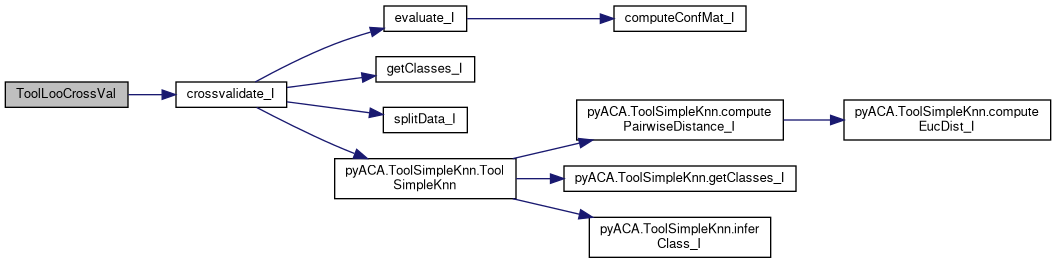 ToolLooCrossVal
crossvalidate_I
evaluate_I
computeConfMat_I
getClasses_I
splitData_I
pyACA.ToolSimpleKnn.Tool
SimpleKnn
pyACA.ToolSimpleKnn.compute
PairwiseDistance_I
pyACA.ToolSimpleKnn.compute
EucDist_I
pyACA.ToolSimpleKnn.getClasses_I
pyACA.ToolSimpleKnn.infer
Class_I